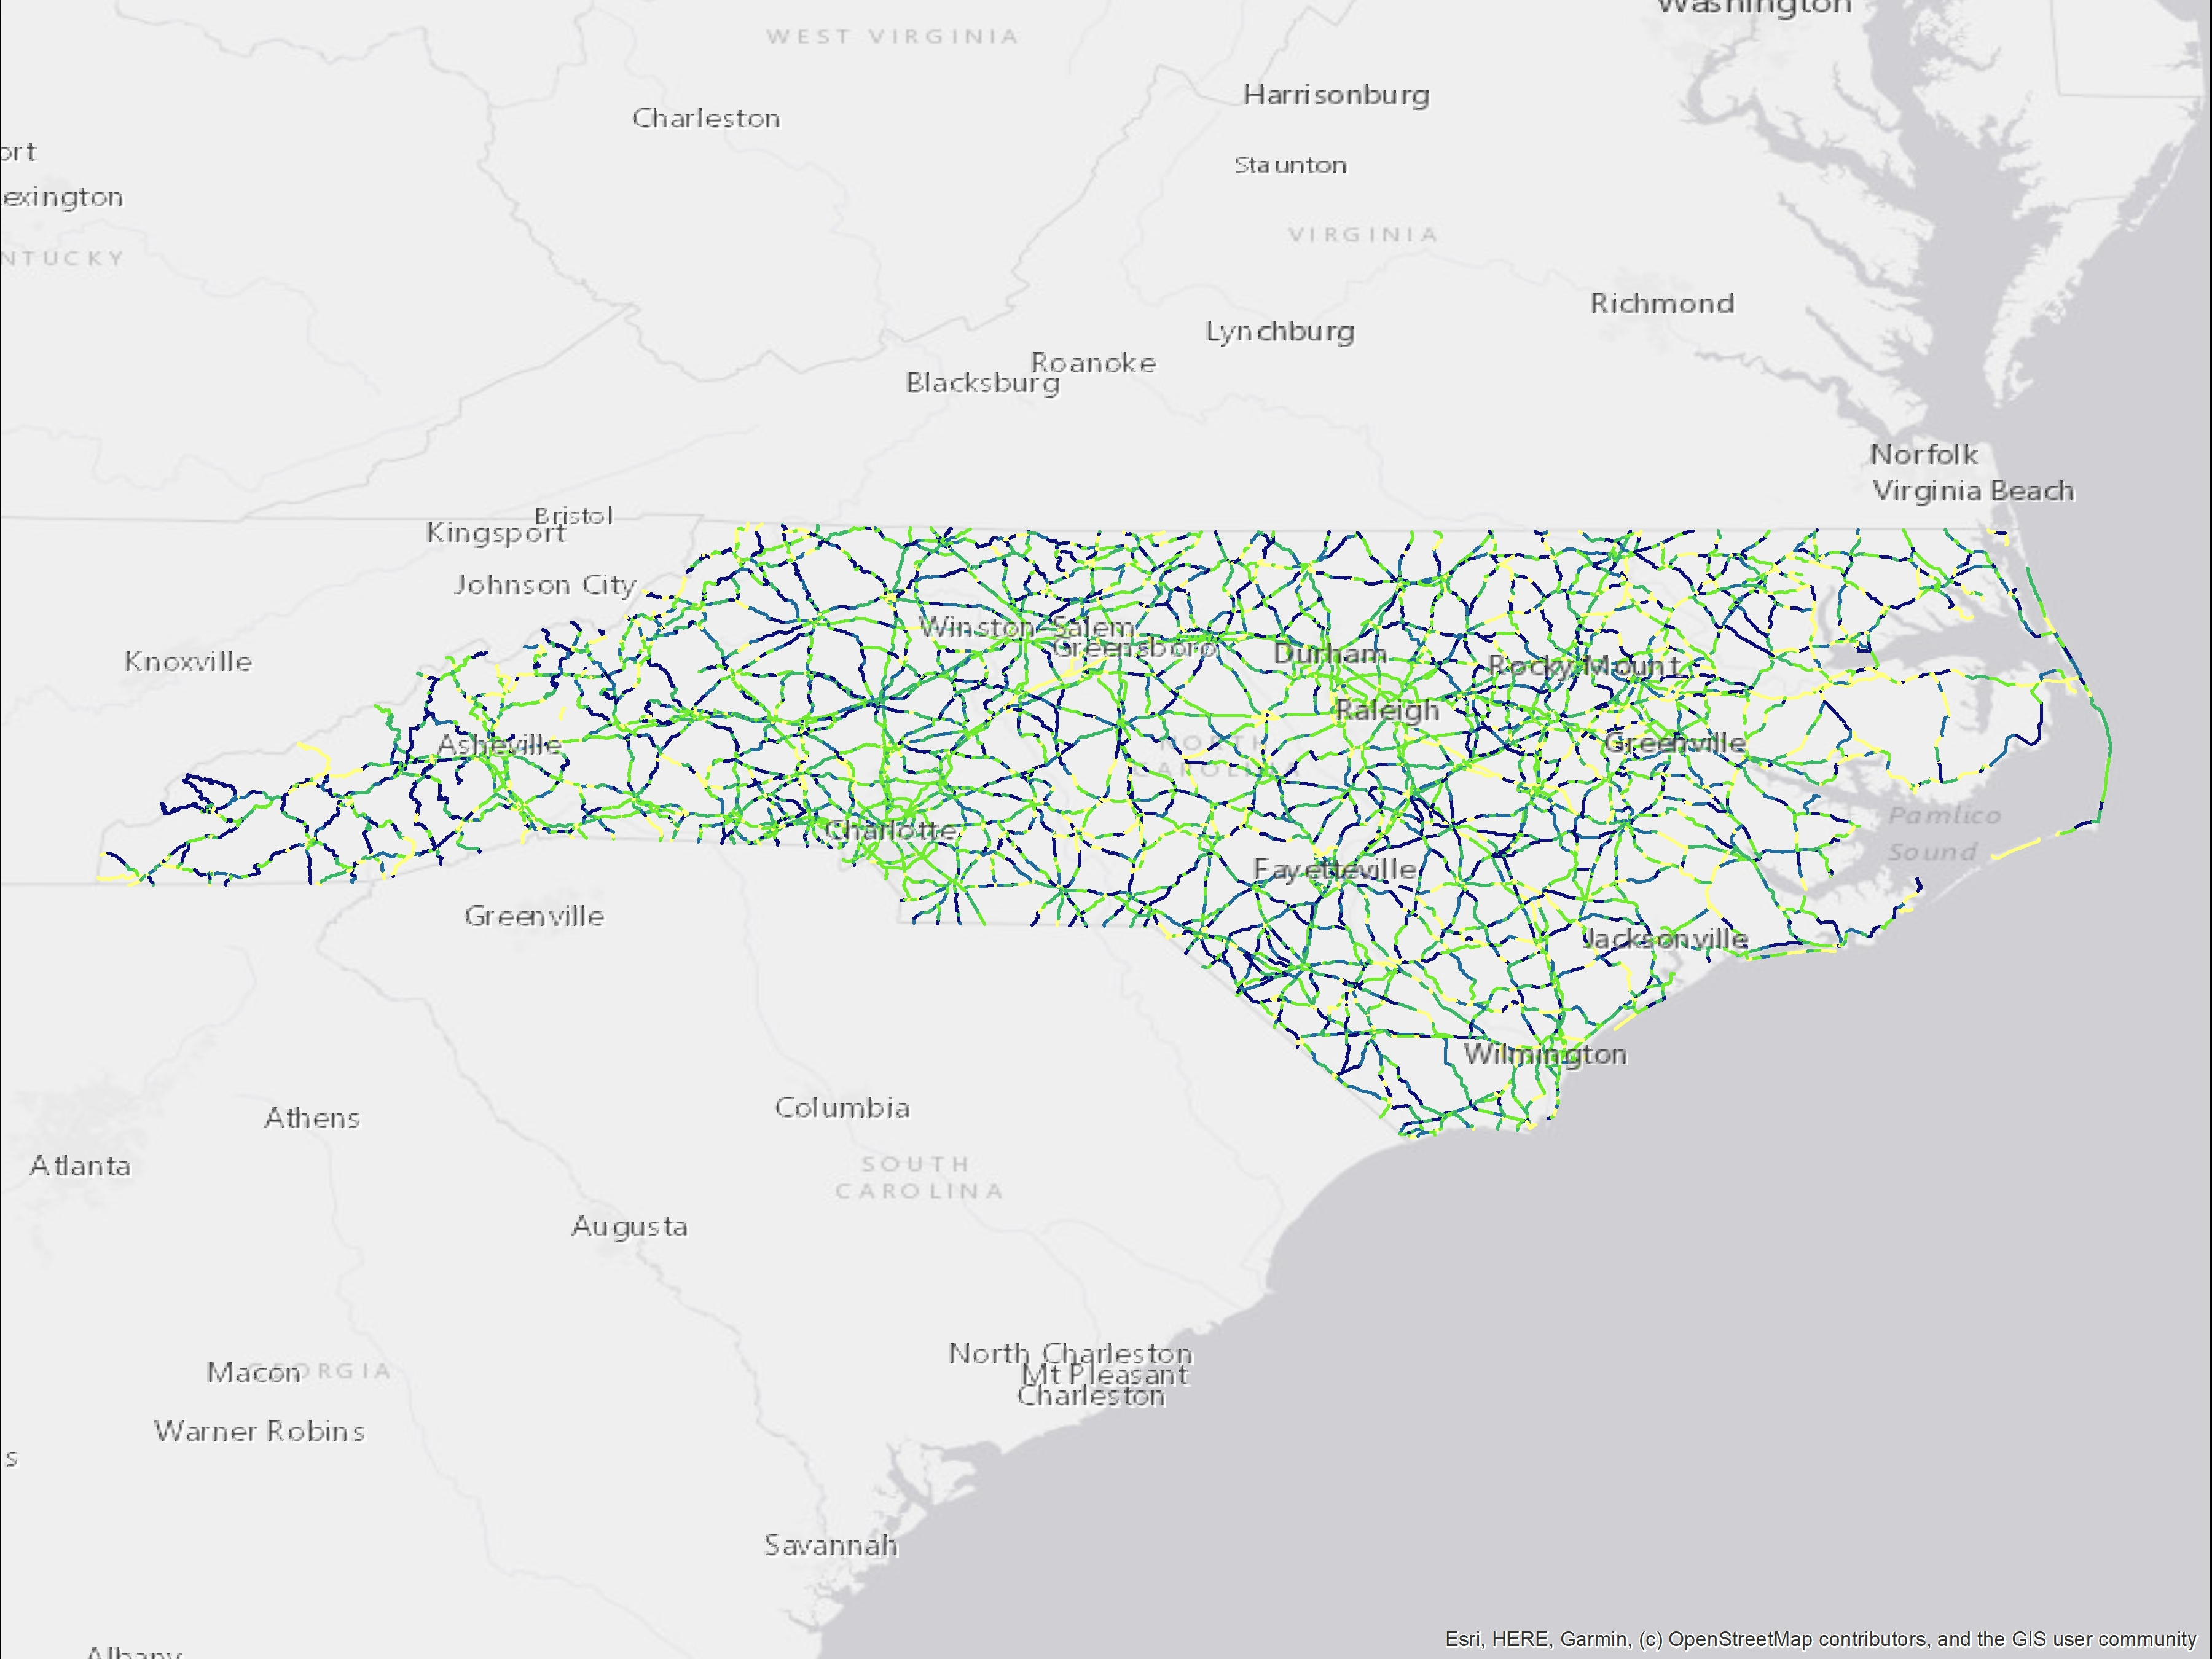 Washington
WEST VIRGINIA
Harrisonburg
Charleston
ort
Staunton
exington
VIRGINIA
NTUCKY
Richmond
Lynchburg
Roanoke
Blacksburg
Norfolk
Virginia Beach
Bristol
Kingsport
Johnson City
Winston-Salem
Greensboro
Durham
Knoxville
Rocky Mount
Raleigh
Asheville
NORTH
CAROLINA
Greenville
Pamlico
Sound
Charlotte
Fayetteville
Greenville
Jacksonville
Wilmington
Columbia
Athens
Atlanta
SOUTH
CAROLINA
Augusta
North Charleston
Mt Pleasant
Charleston
Macon
GEORGIA
Warner Robins
s
Savannah
Albany
Esri, HERE, Garmin, (c) OpenStreetMap contributors, and the GIS user community